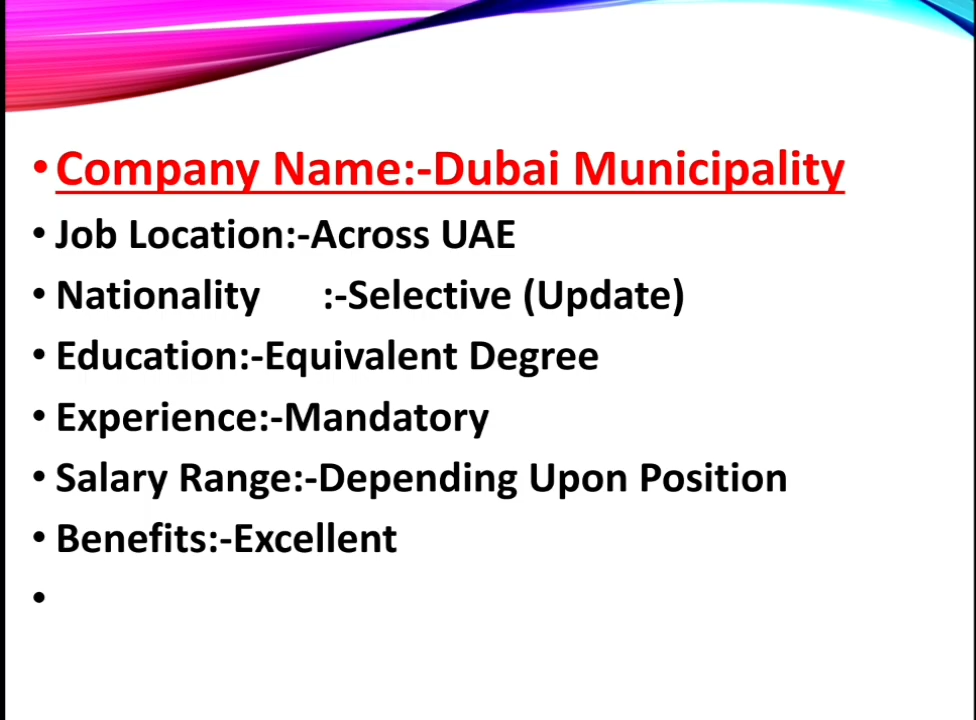 • Company Name:-Dubai Municipality
• Job Location:-Across UAE
• Nationality :-Selective (Update)
• Education:-Equivalent Degree
• Experience:-Mandatory
• Salary Range:-Depending Upon Position
• Benefits:-Excellent
•